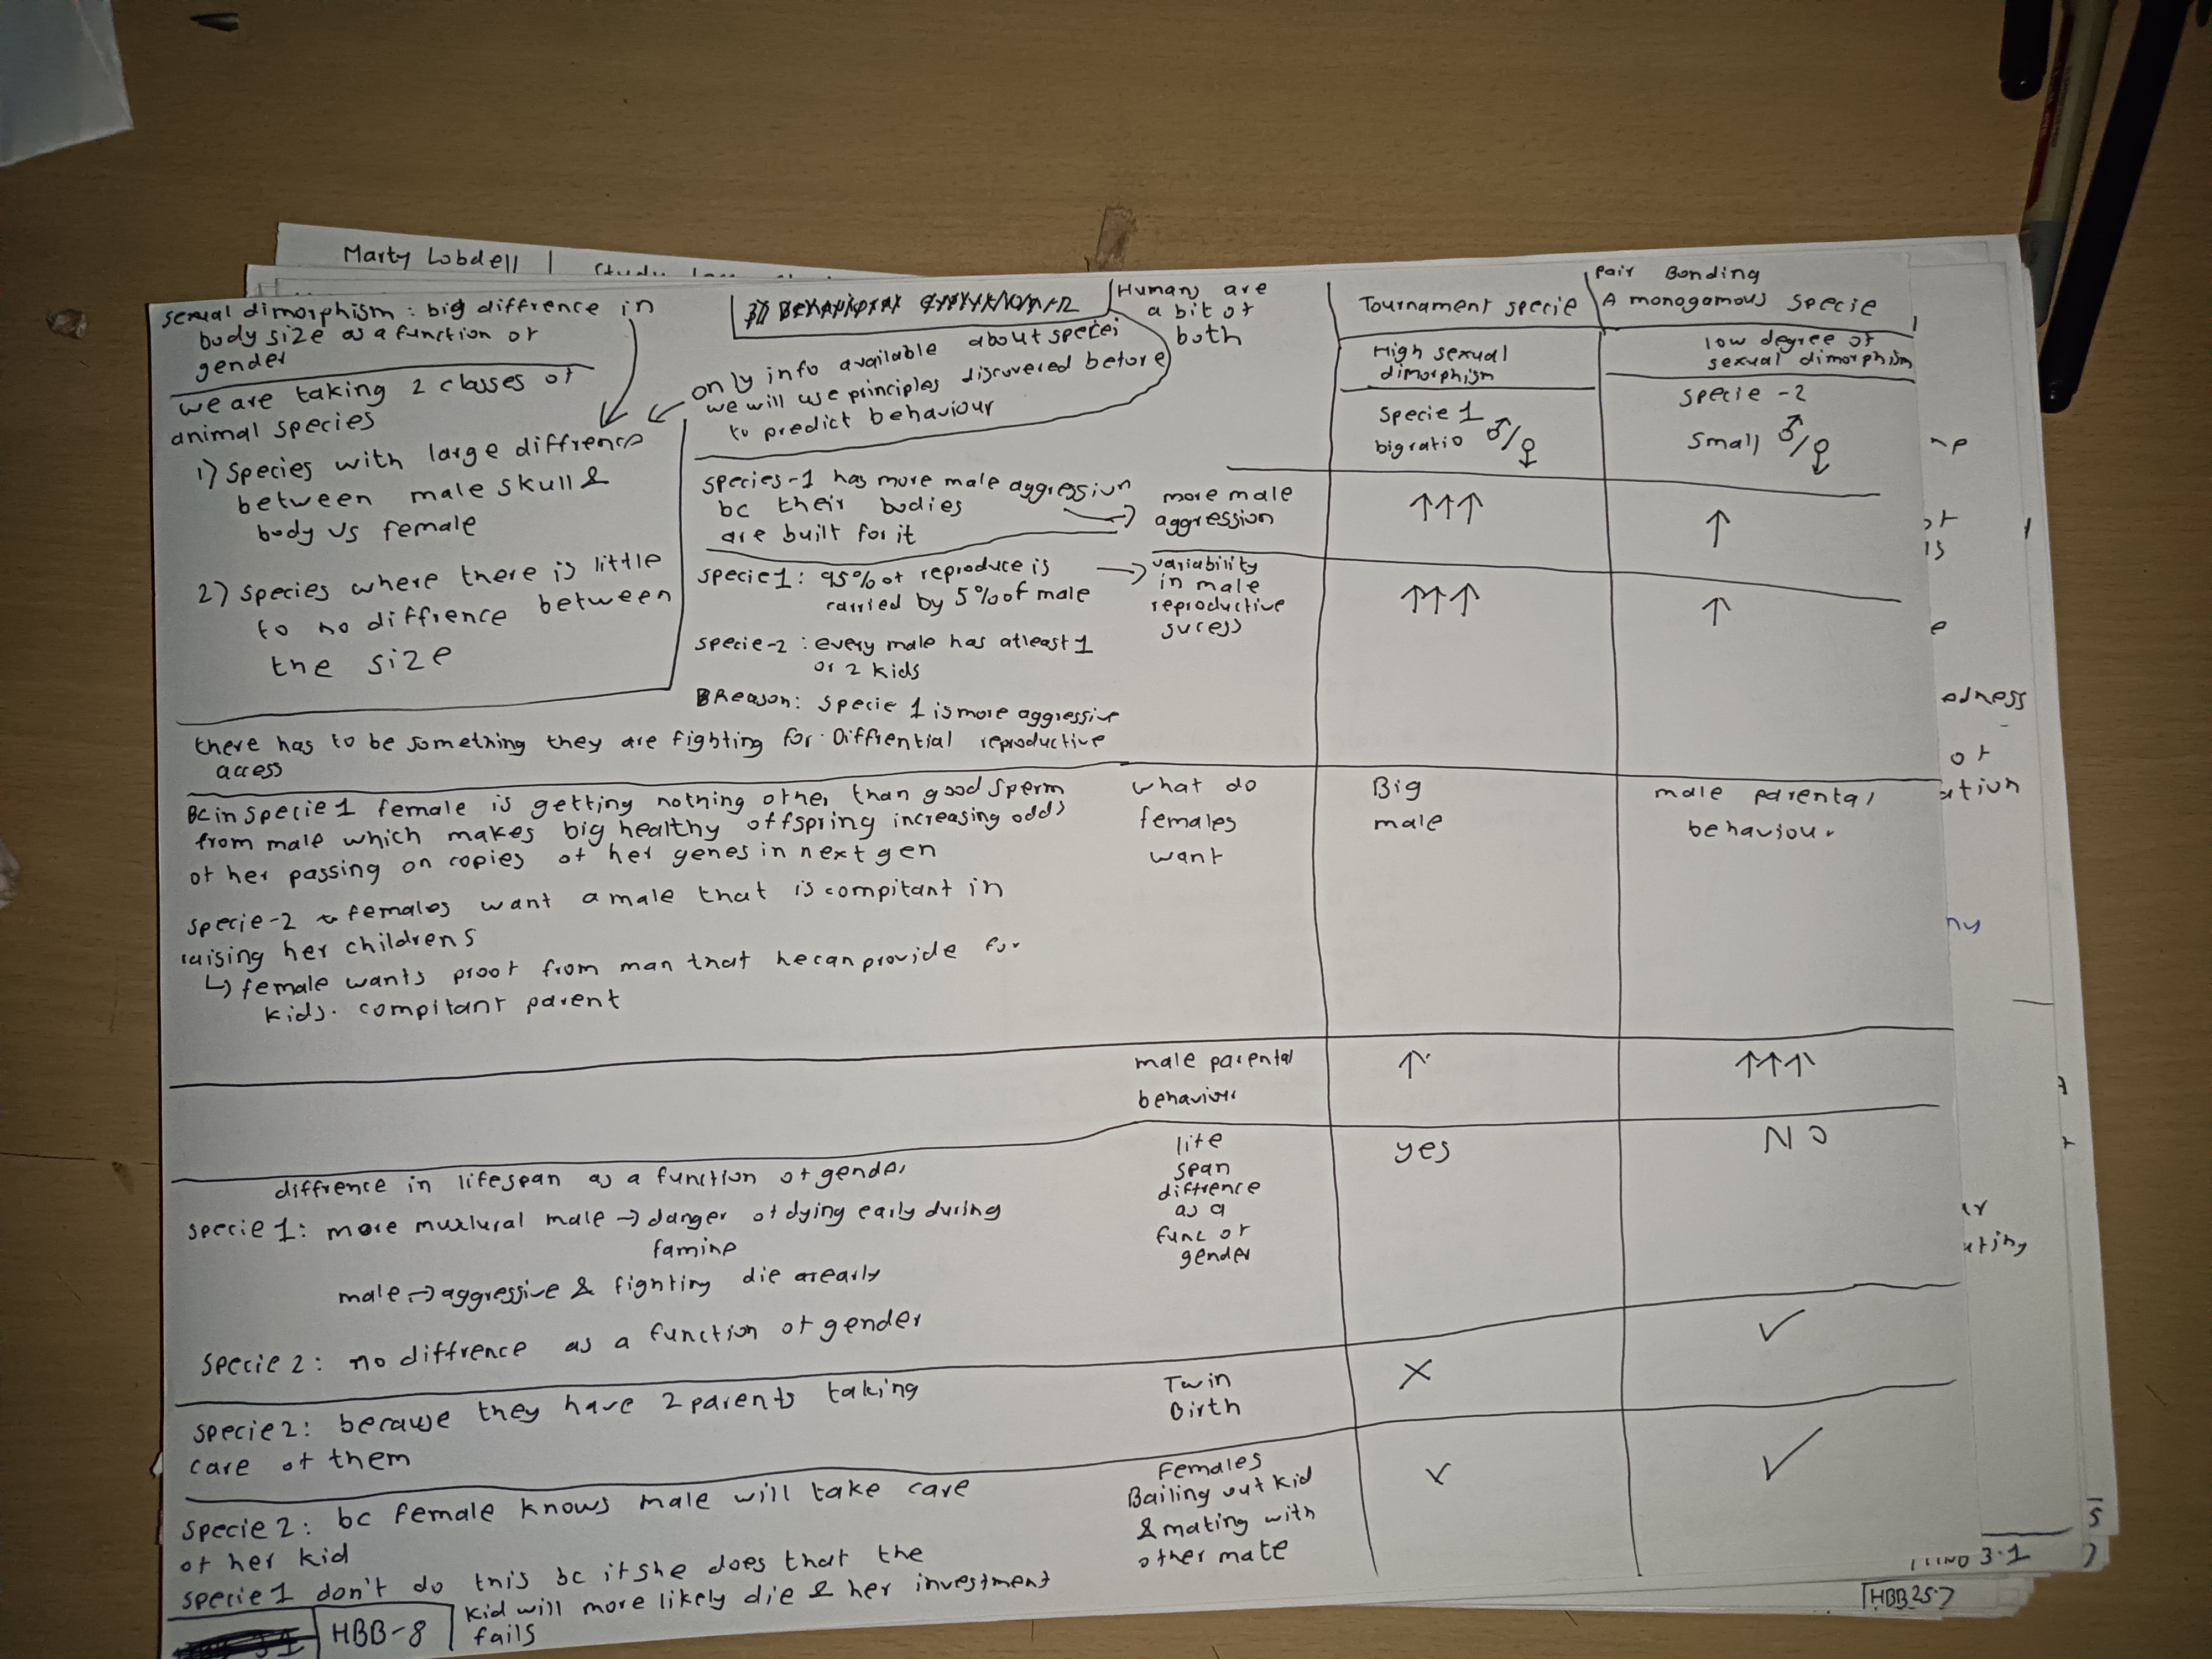 Marty Lobdell
sexual dimorphism : big diffrence in
body size as a function of
gender
we are taking 2 classes of
animal species
1) Species with large diffrence
between male skull &
body vs female
2) Species where there is little
to no diffrence between
the size
only info available about specei
we will use principles discovered before
to predict behaviour
Humans are
a bit of
both
Tournament specie
Pair Bonding
A monogamous specie
High sexual
dimorphism
low degree of
sexual dimorphism
Specie 1
big ratio ♂/♀
specie -2
small ♂/♀
species-1 has more male aggression
bc their bodies
are built for it
more male
aggression
↑↑↑
↑
specie 1: 95% of reproduce is
carried by 5% of male
specie-2 : every male has atleast 1
or 2 kids
Reason: Specie 1 is more aggressive
there has to be something they are fighting for. Diffrential reproductive
access
→ variability
in male
reproductive
sucess
↑↑↑
↑
BC in specie 1 female is getting nothing other than good sperm
from male which makes big healthy offspring increasing odds
of her passing on copies of her genes in next gen
specie-2 females want a male that is compitant in
raising her childrens
↳ female wants proof from man that he can provide for
kids. compitant parent
what do
females
want
Big
male
male parental
behaviour
male parental
behaviour
↑
↑↑↑
diffrence in lifespan as a function of gender
specie 1: more muxlural male → danger of dying early during
famine
male → aggressive & fighting die early
specie 2: no diffrence as a function of gender
life
span
diffrence
as a
func of
gender
yes
NO
specie 2: because they have 2 parents taking
care of them
Twin
Birth
X
✓
specie 2: bc female knows male will take care
of her kid
specie 1 don't do this bc if she does that the
kid will more likely die & her investment
fails
Females
Bailing out kid
& mating with
other mate
✓
HBB-8
3.1
HBB 25.7